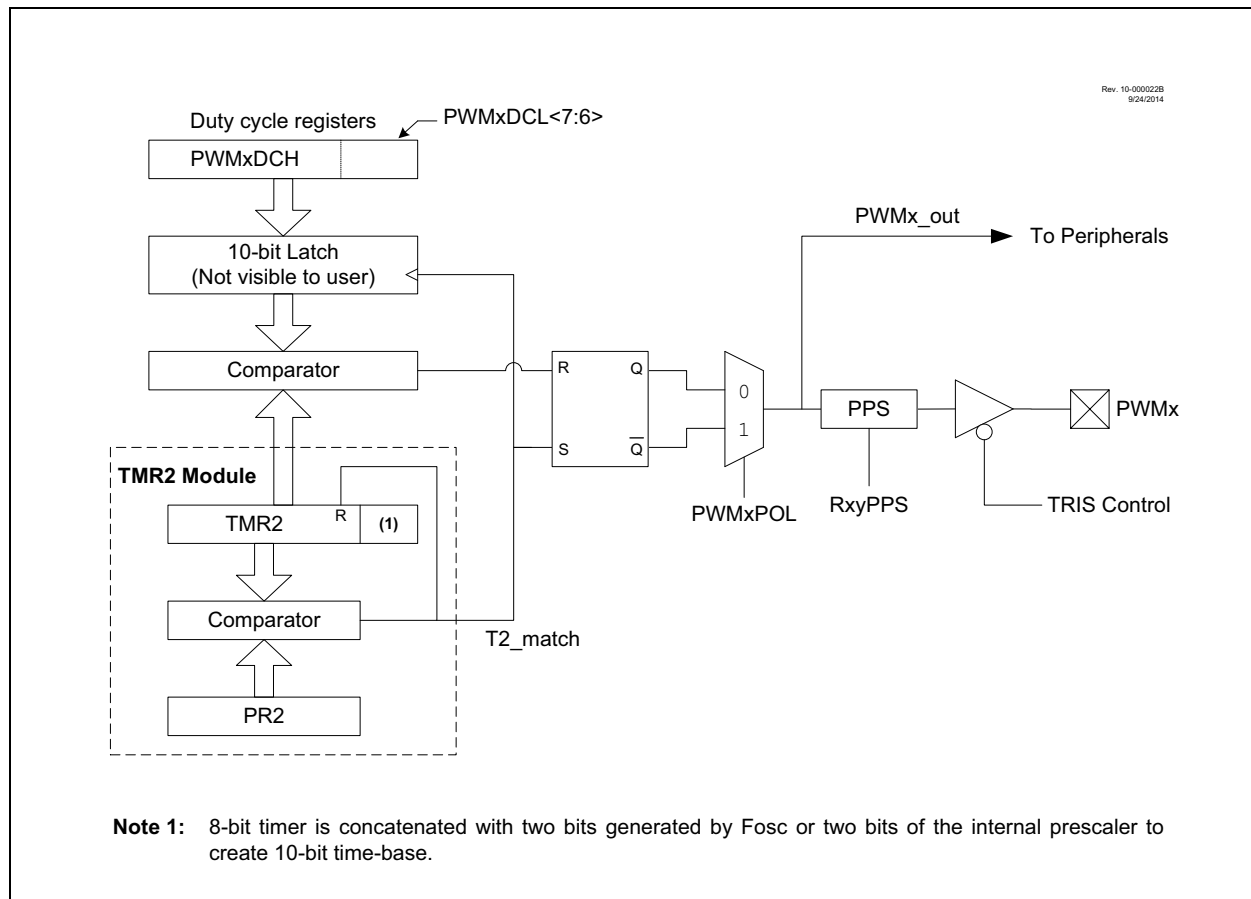 Rev. 10-000022B
9/24/2014
Duty cycle registers
PWMxDCL<7:6>
PWMxDCH
10-bit Latch
(Not visible to user)
Comparator
TMR2 Module
R
TMR2
(1)
Comparator
T2_match
PR2
R
Q
S
Q
0
1
PWMxPOL
PWMx_out
To Peripherals
PPS
RxyPPS
PWMx
TRIS Control
Note 1: 8-bit timer is concatenated with two bits generated by Fosc or two bits of the internal prescaler to
create 10-bit time-base.